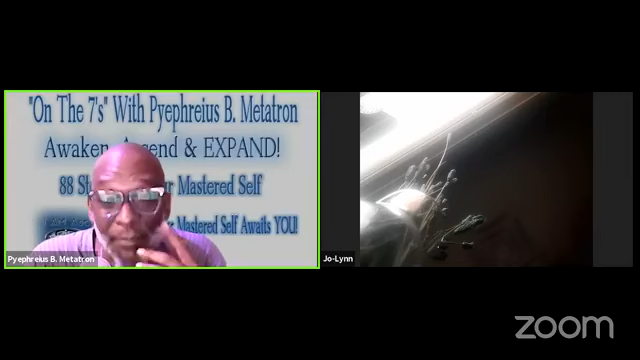 "On The 7's" With Pyephreius B. Metatron
Awaken, Ascend & EXPAND!
88 Sh r Mastered Self
r Mastered Self Awaits YOU!
Pyephreius B. Metatron
Jo-Lynn
zoom